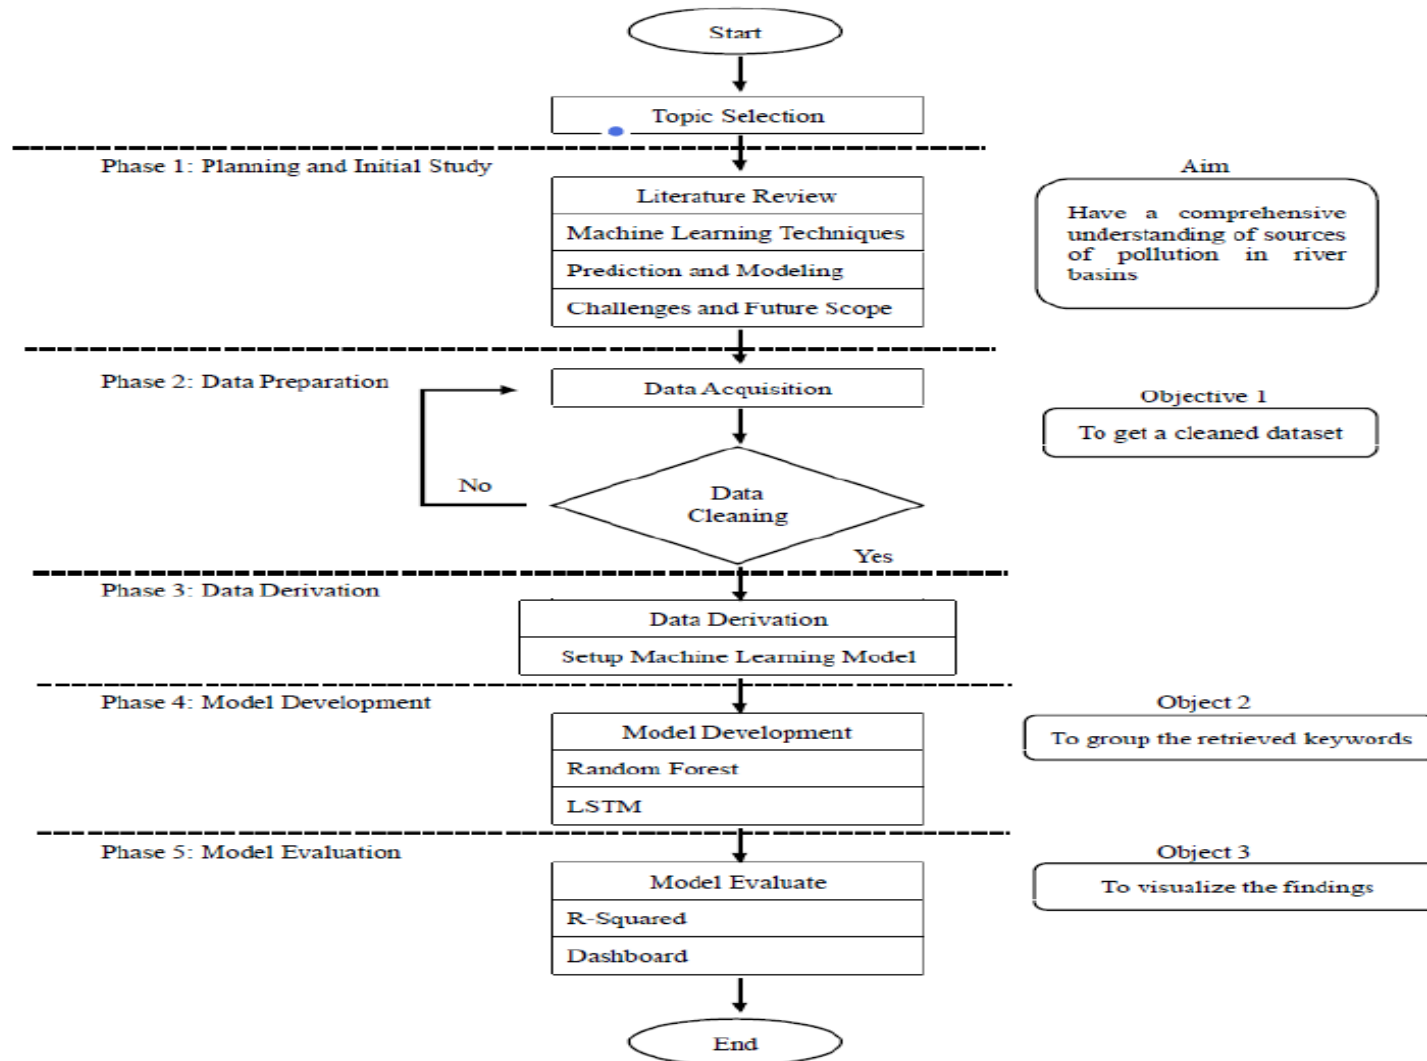 Start
Topic Selection
Phase 1: Planning and Initial Study
Literature Review
Machine Learning Techniques
Prediction and Modeling
Challenges and Future Scope
Aim
Have a comprehensive
understanding of sources
of pollution in river
basins
Phase 2: Data Preparation
Data Acquisition
Objective 1
To get a cleaned dataset
No
Data
Cleaning
Yes
Phase 3: Data Derivation
Data Derivation
Setup Machine Learning Model
Phase 4: Model Development
Model Development
Random Forest
LSTM
Object 2
To group the retrieved keywords
Phase 5: Model Evaluation
Model Evaluate
R-Squared
Dashboard
Object 3
To visualize the findings
End